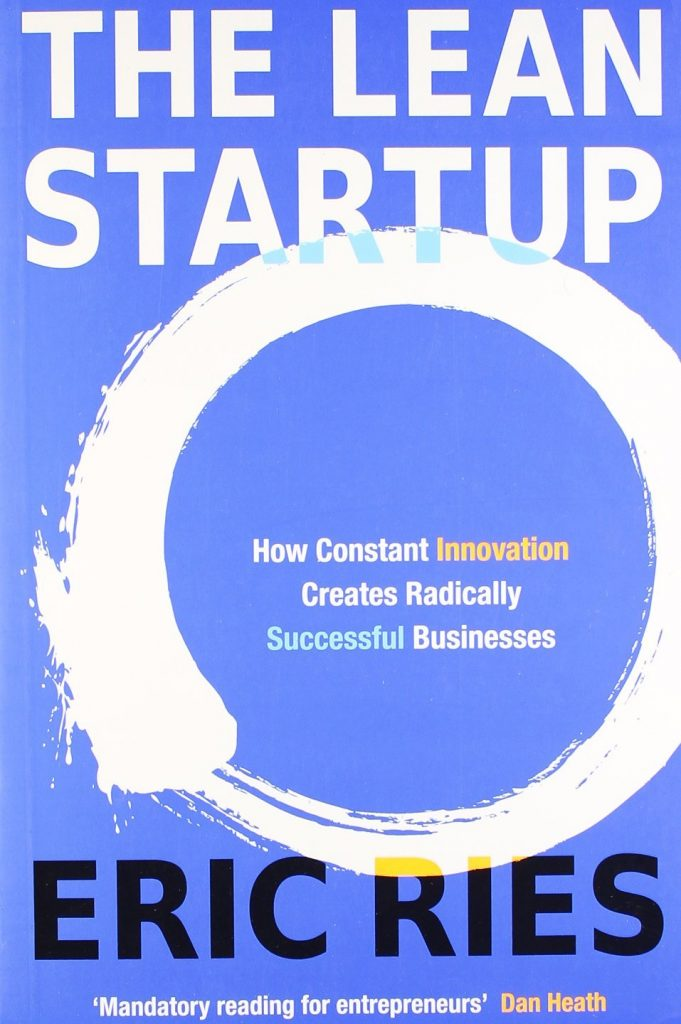 THE LEAN
STARTUP
How Constant Innovation
Creates Radically
Successful Businesses
ERIC RIES
‘Mandatory reading for entrepreneurs’ Dan Heath